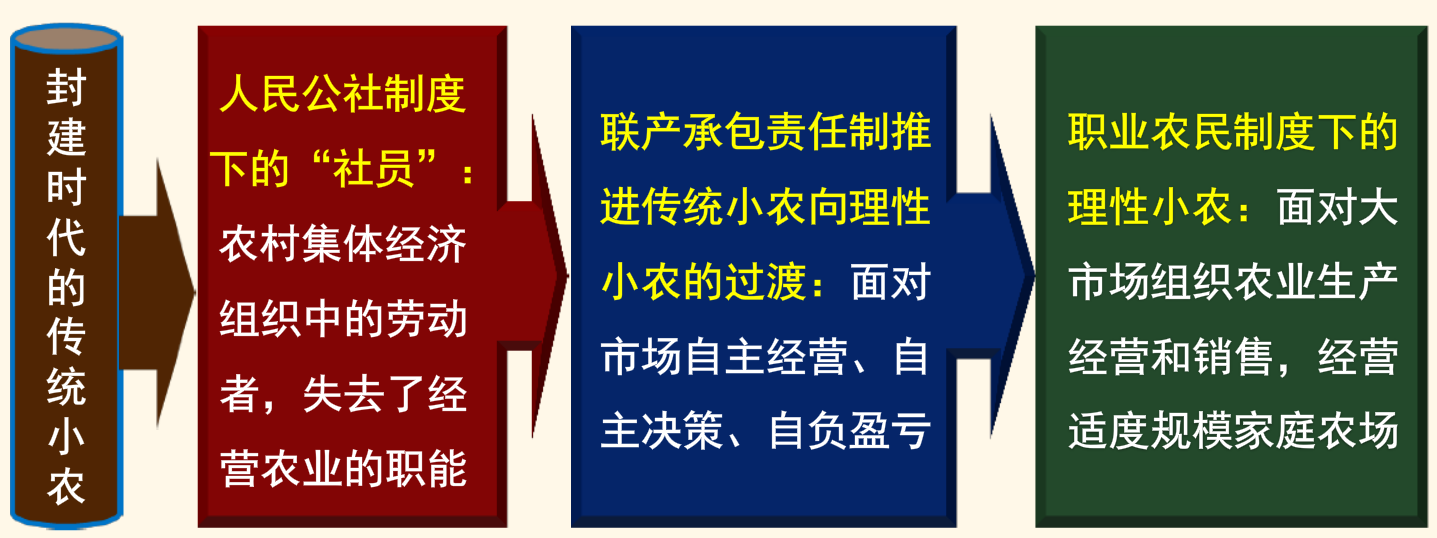 封建时代的传统小农
人民公社制度
下的“社员”：
农村集体经济
组织中的劳动
者，失去了经
营农业的职能
联产承包责任制推
进传统小农向理性
小农的过渡：面对
市场自主经营、自
主决策、自负盈亏
职业农民制度下的
理性小农：面对大
市场组织农业生产
经营和销售，经营
适度规模家庭农场